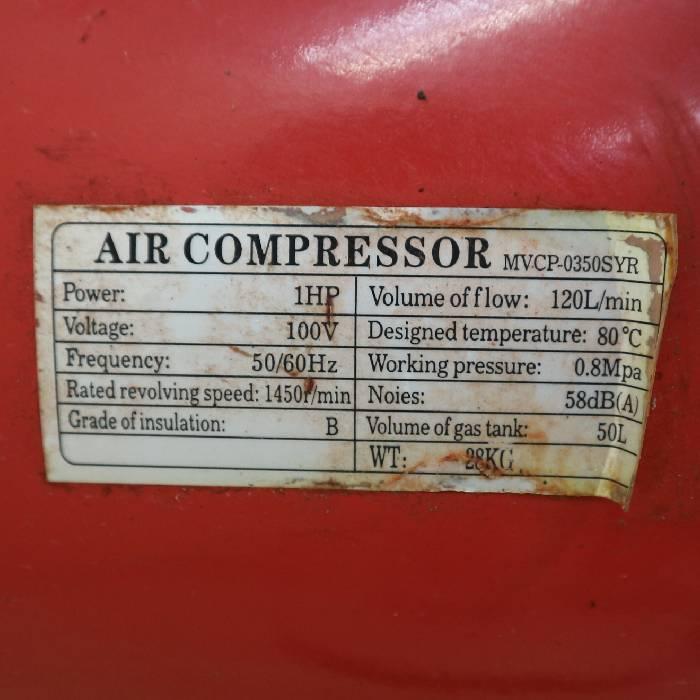 AIR COMPRESSOR MVCP-0350SYR
Power: 1HP
Volume of flow: 120L/min
Voltage: 100V
Designed temperature: 80℃
Frequency: 50/60Hz
Working pressure: 0.8Mpa
Rated revolving speed: 1450r/min
Noies: 58dB(A)
Grade of insulation: B
Volume of gas tank: 50L
WT: 28KG